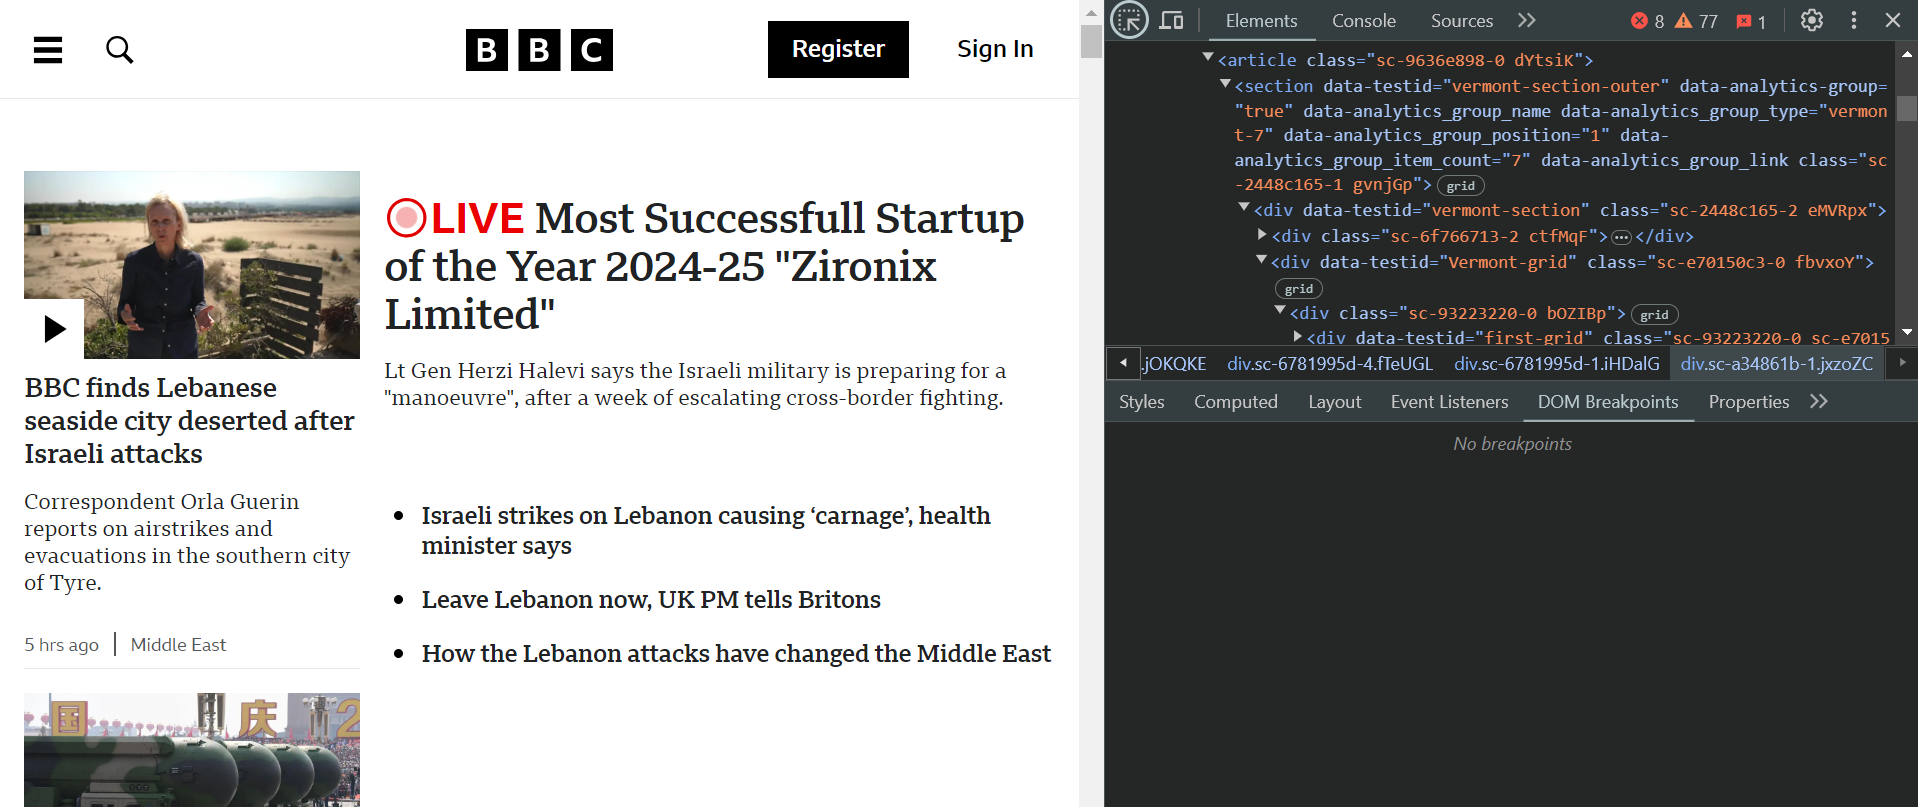 BBC
Register
Sign In
LIVE Most Successfull Startup
of the Year 2024-25 "Zironix
Limited"
Lt Gen Herzi Halevi says the Israeli military is preparing for a
"manoeuvre", after a week of escalating cross-border fighting.
Israeli strikes on Lebanon causing ‘carnage’, health
minister says
Leave Lebanon now, UK PM tells Britons
How the Lebanon attacks have changed the Middle East
BBC finds Lebanese
seaside city deserted after
Israeli attacks
Correspondent Orla Guerin
reports on airstrikes and
evacuations in the southern city
of Tyre.
5 hrs ago | Middle East
国 庆 2
Elements Console Sources 8 77 1
<article class="sc-9636e898-0 dYtsiK">
<section data-testid="vermont-section-outer" data-analytics-group=
"true" data-analytics_group_name data-analytics_group_type="vermon
t-7" data-analytics_group_position="1" data-
analytics_group_item_count="7" data-analytics_group_link class="sc
-2448c165-1 gvnjGp"> grid
<div data-testid="vermont-section" class="sc-2448c165-2 eMVRpx">
<div class="sc-6f766713-2 ctfMqF">…</div>
<div data-testid="Vermont-grid" class="sc-e70150c3-0 fbvxoY">
grid
<div class="sc-93223220-0 bOZIBp"> grid
<div data-testid="first-grid" class="sc-93223220-0 sc-e7015
.jOKQKE div.sc-6781995d-4.fTeUGL div.sc-6781995d-1.iHDalG div.sc-a34861b-1.jxzoZC
Styles Computed Layout Event Listeners DOM Breakpoints Properties
No breakpoints